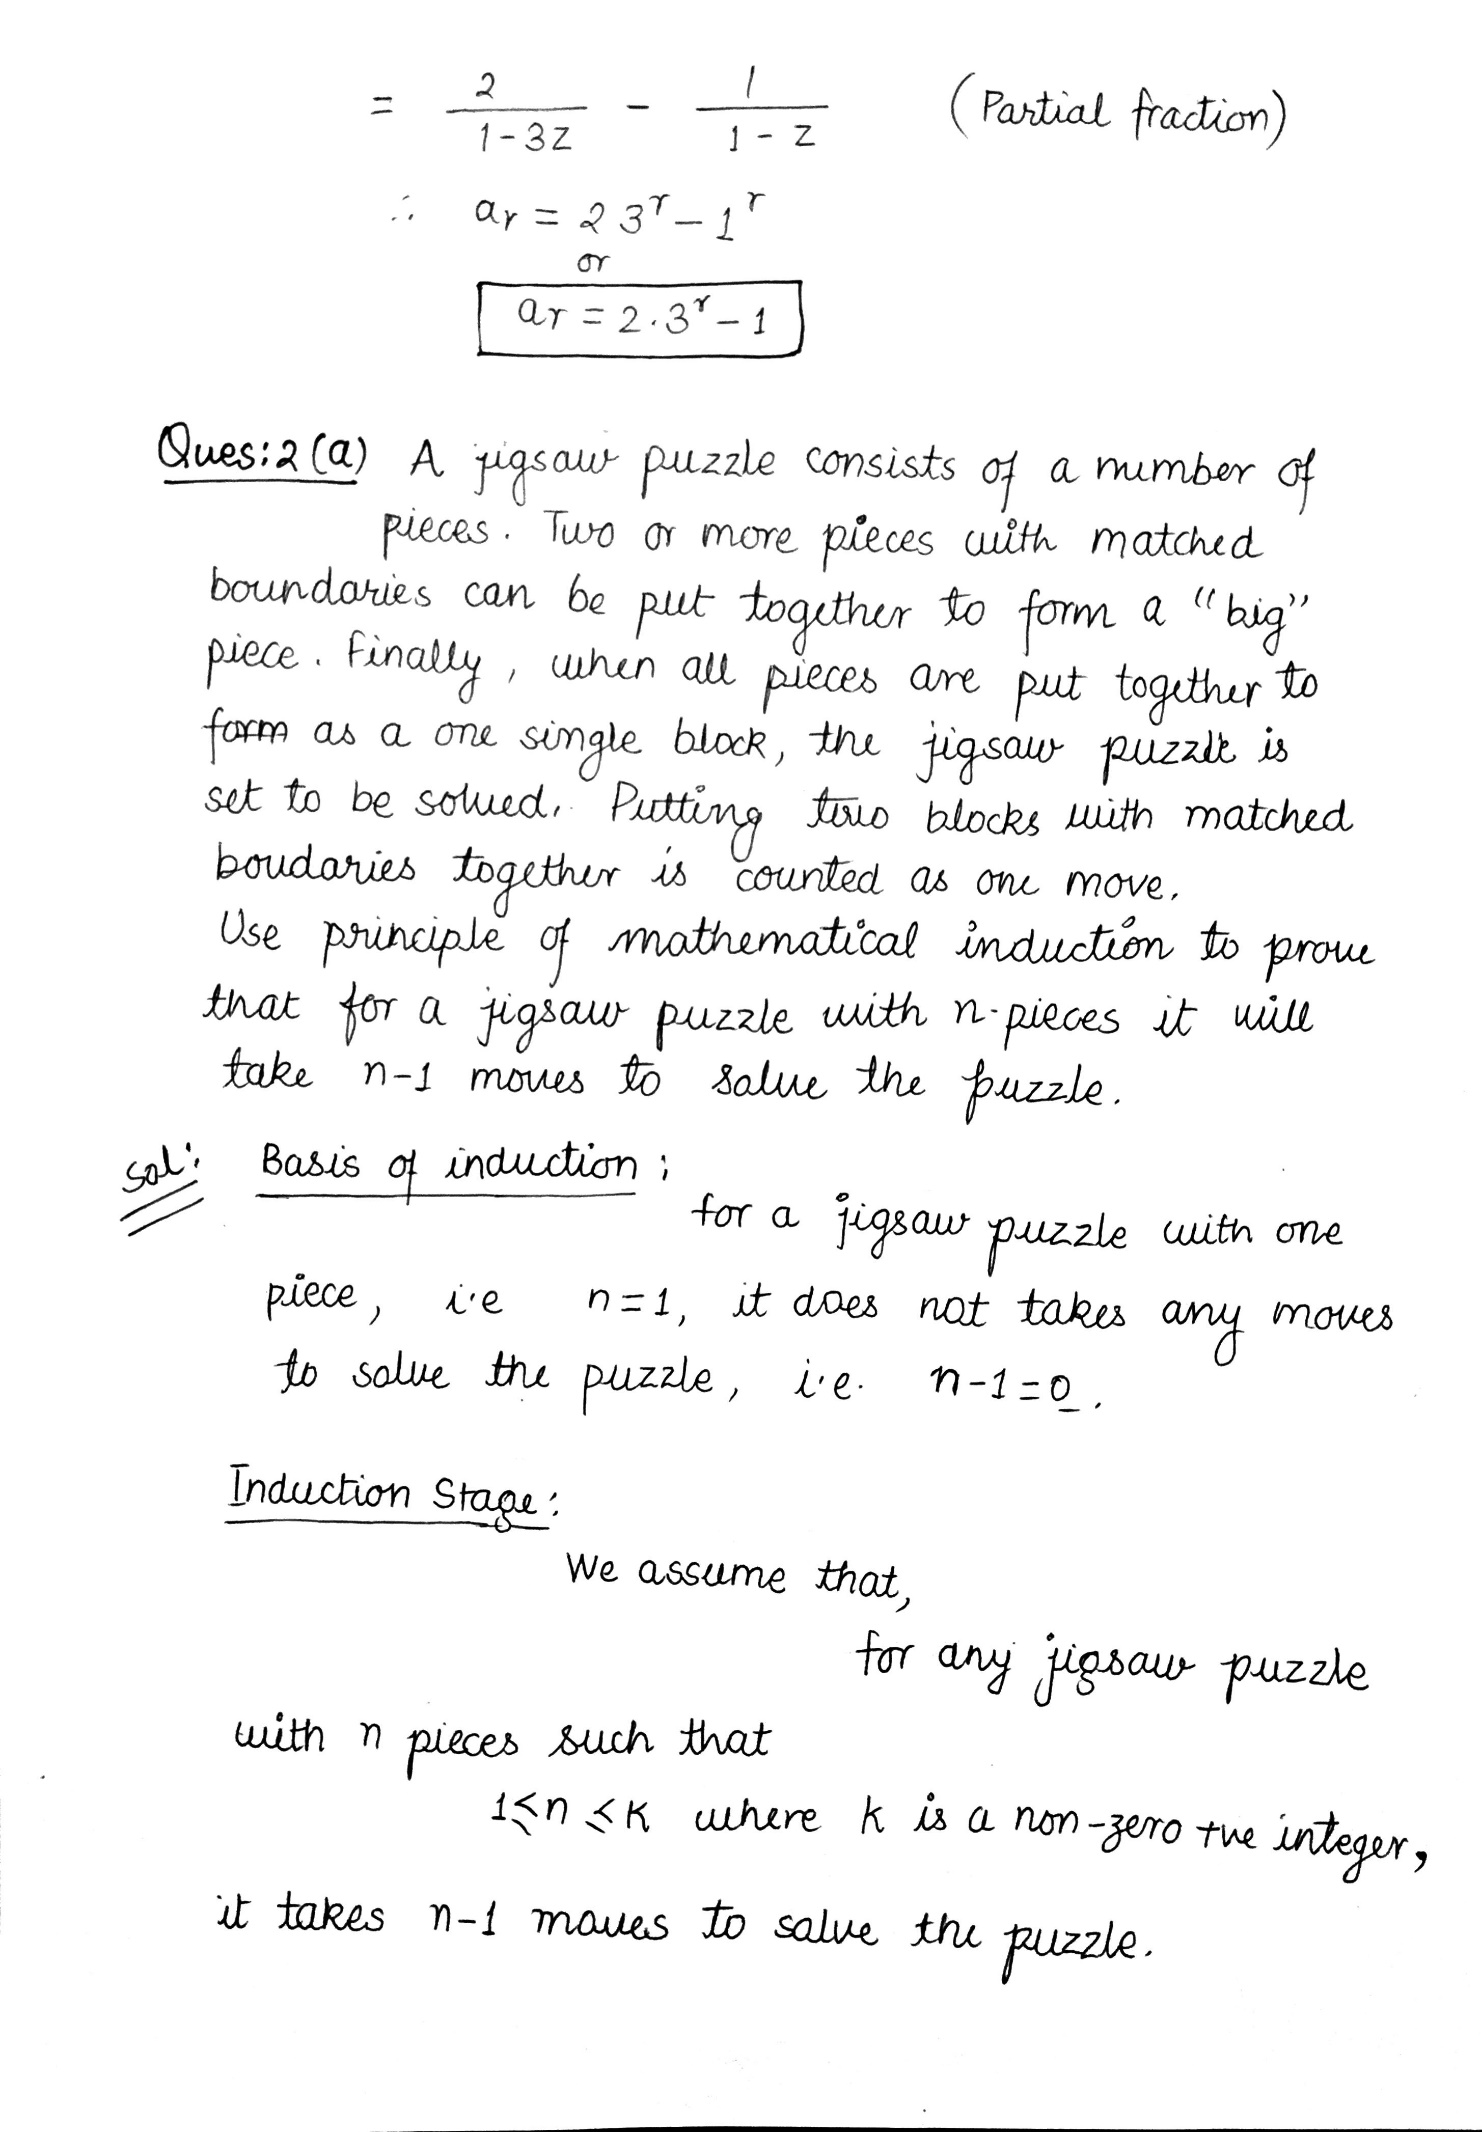 = 2/(1-3z) - 1/(1-z) (Partial fraction)
∴ ar = 2 3^r - 1^r
or
ar = 2.3^r - 1
Ques:2(a) A jigsaw puzzle consists of a number of
pieces. Two or more pieces with matched
boundaries can be put together to form a "big"
piece. Finally, when all pieces are put together to
form as a one single block, the jigsaw puzzle is
set to be solved. Putting two blocks with matched
boudaries together is counted as one move.
Use principle of mathematical induction to prove
that for a jigsaw puzzle with n-pieces it will
take n-1 moves to solve the puzzle.
Sol: Basis of induction;
for a jigsaw puzzle with one
piece, i.e n=1, it does not takes any moves
to solve the puzzle, i.e. n-1=0.
Induction Stage:
We assume that,
for any jigsaw puzzle
with n pieces such that
1≤n≤K where k is a non-zero +ve integer,
it takes n-1 moves to solve the puzzle.